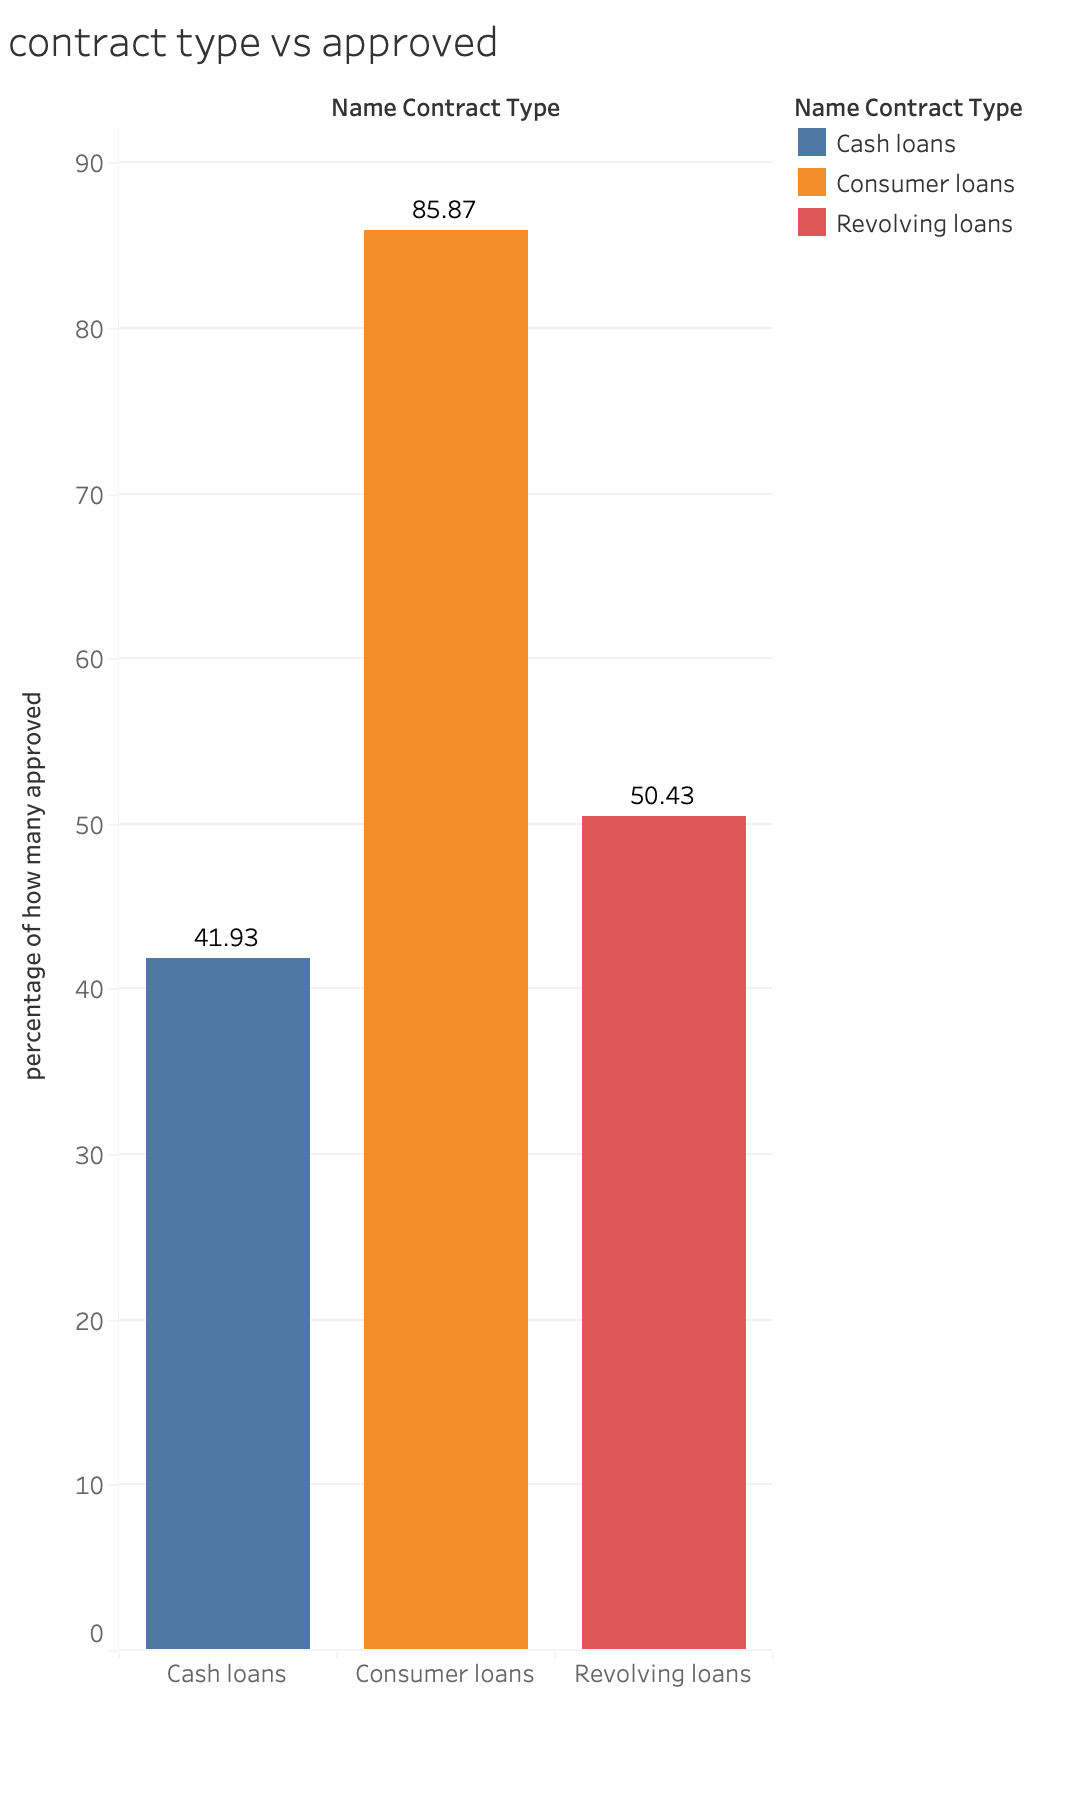 contract type vs approved
Name Contract Type
Name Contract Type
Cash loans
Consumer loans
Revolving loans
90
80
70
60
50
40
30
20
10
0
percentage of how many approved
85.87
50.43
41.93
Cash loans
Consumer loans
Revolving loans